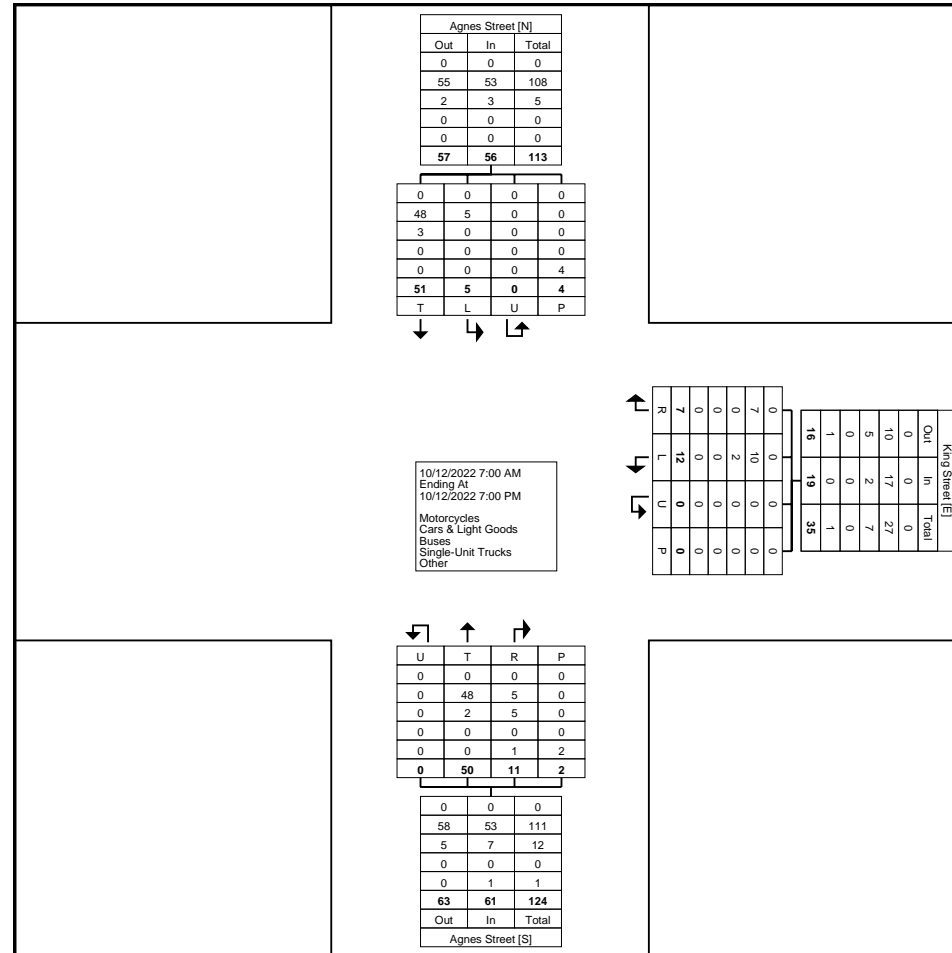 Agnes Street [N]
Out In Total
0 0 0
55 53 108
2 3 5
0 0 0
0 0 0
57 56 113
0 0 0 0
48 5 0 0
3 0 0 0
0 0 0 0
0 0 0 4
51 5 0 4
T L U P
King Street [E]
Out In Total
0 0 0
10 17 27
5 2 7
0 0 0
1 0 1
16 19 35
0 0 0 0
7 10 0 0
0 2 0 0
0 0 0 0
0 0 0 0
7 12 0 0
R L U P
10/12/2022 7:00 AM
Ending At
10/12/2022 7:00 PM
Motorcycles
Cars & Light Goods
Buses
Single-Unit Trucks
Other
U T R P
0 0 0 0
0 48 5 0
0 2 5 0
0 0 0 0
0 0 1 2
0 50 11 2
0 0 0
58 53 111
5 7 12
0 0 0
0 1 1
63 61 124
Out In Total
Agnes Street [S]